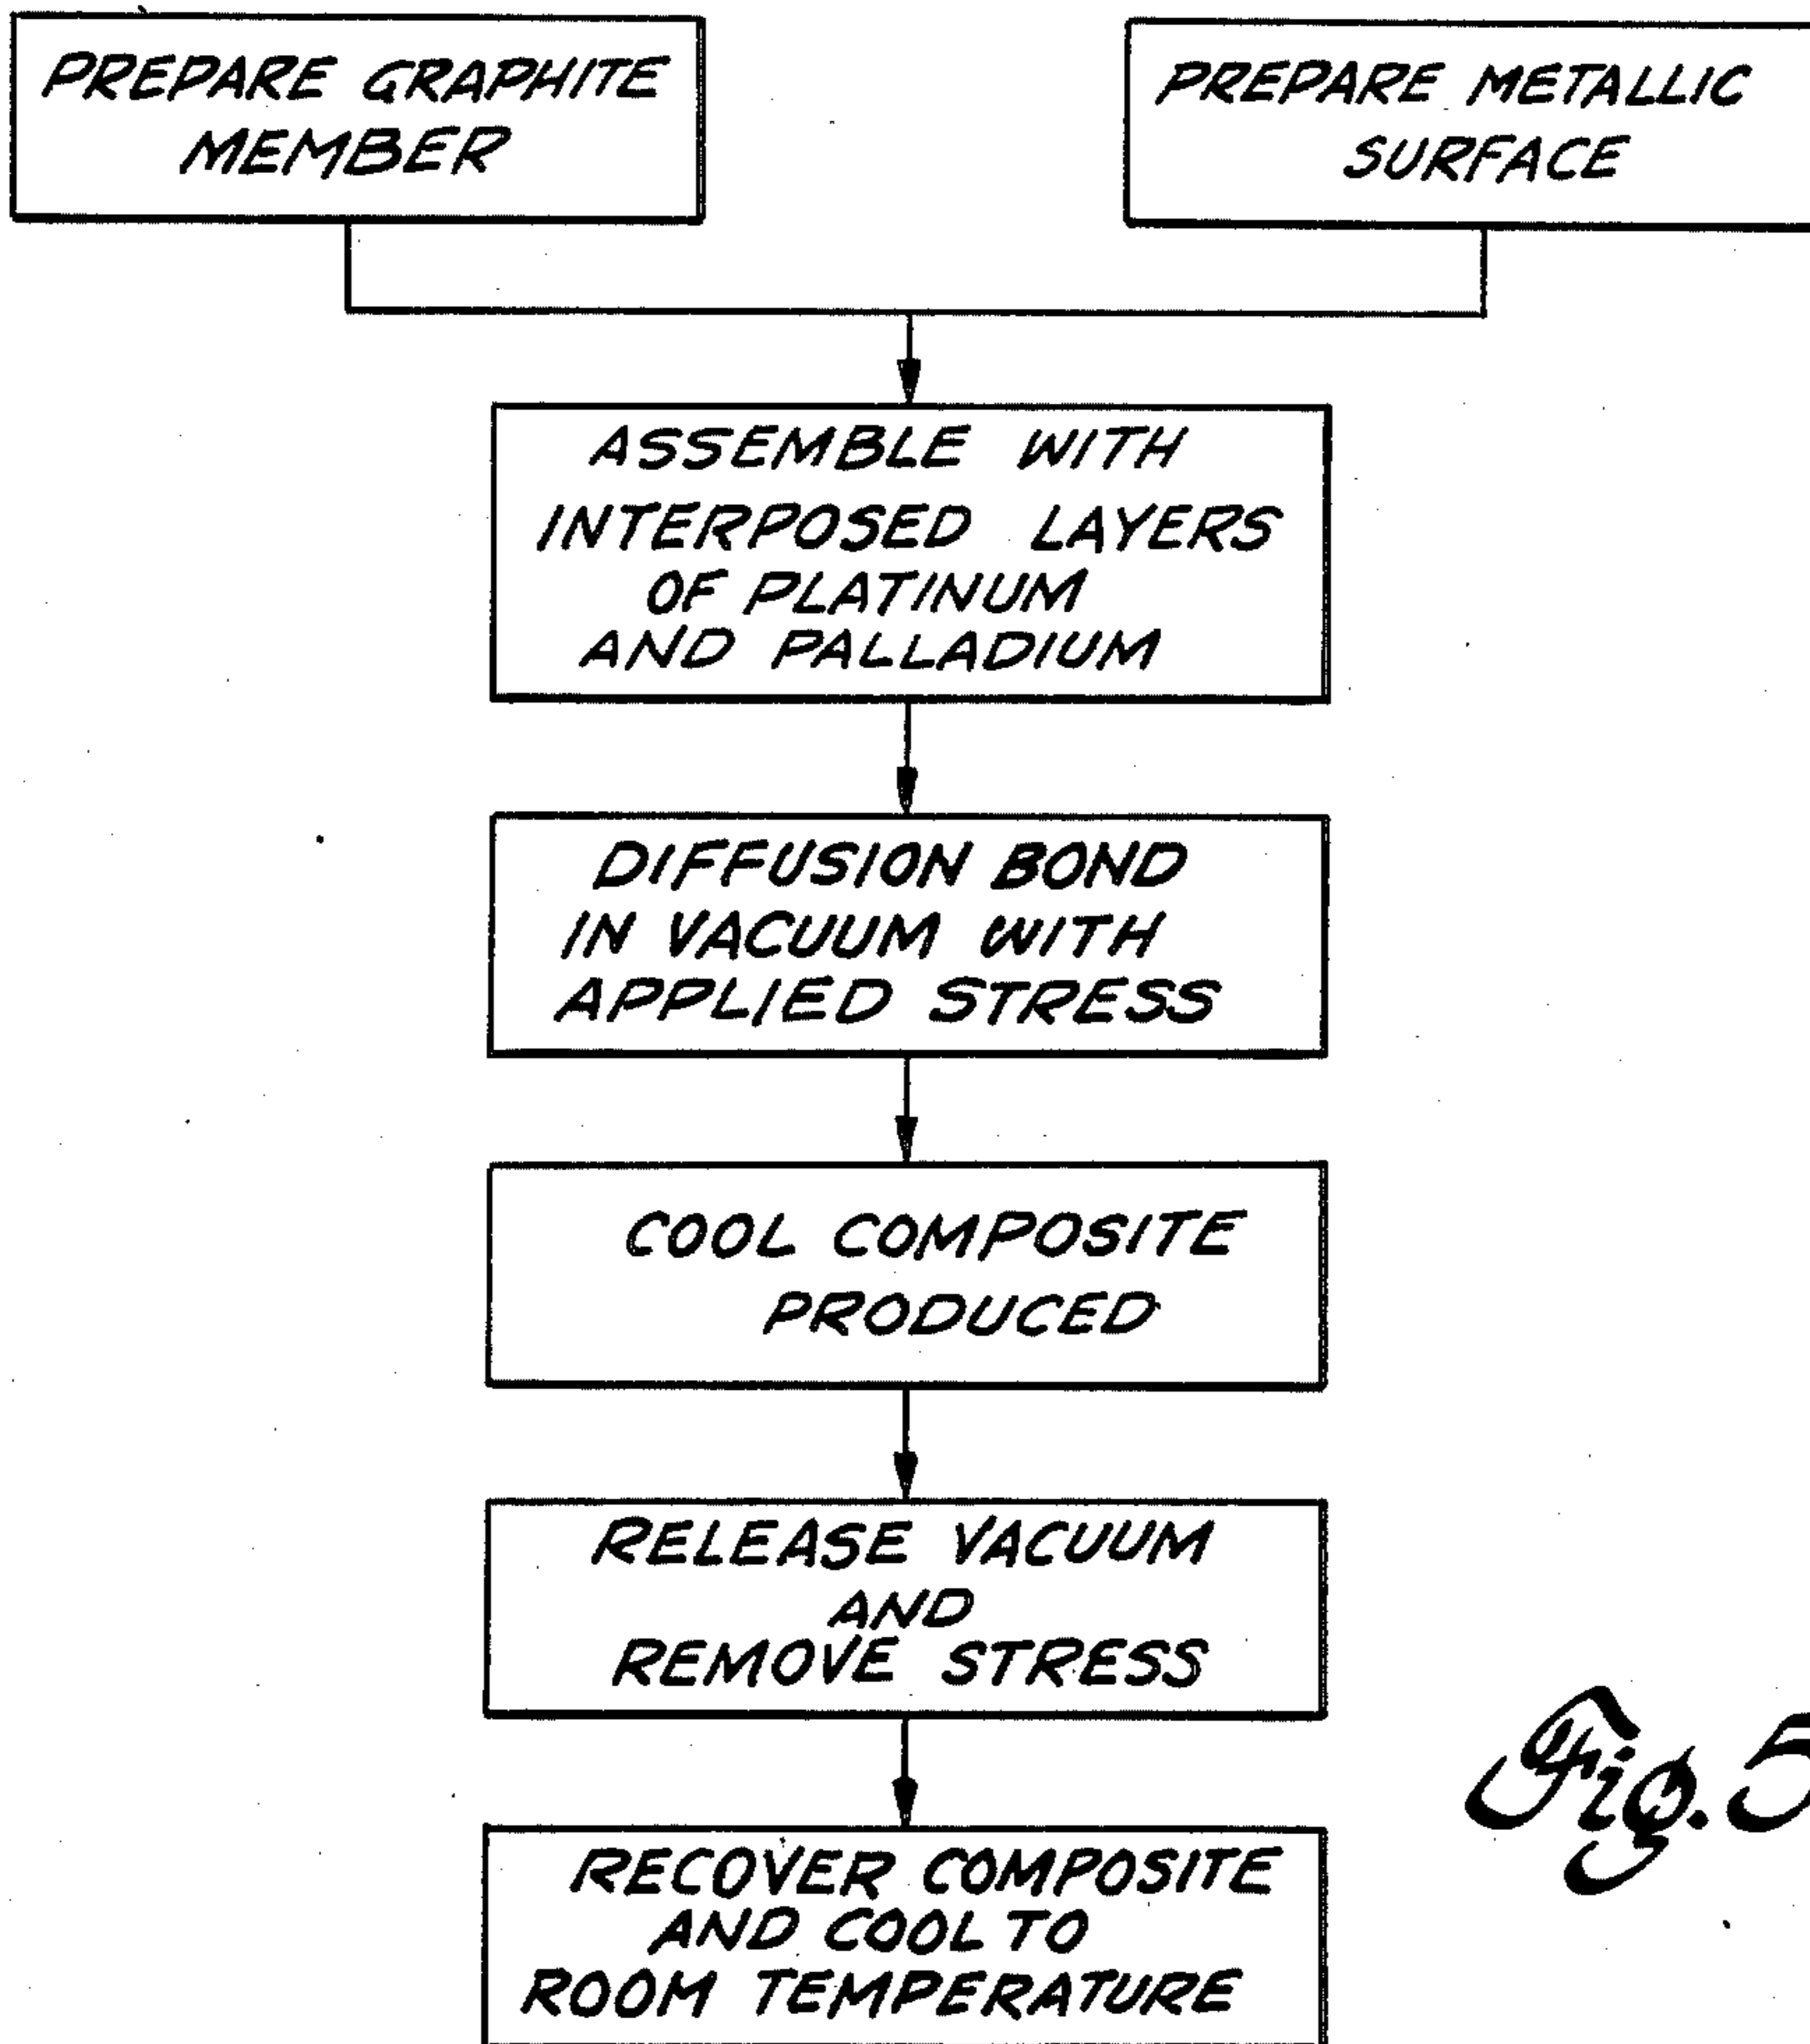 PREPARE GRAPHITE
MEMBER
PREPARE METALLIC
SURFACE
ASSEMBLE WITH
INTERPOSED LAYERS
OF PLATINUM
AND PALLADIUM
DIFFUSION BOND
IN VACUUM WITH
APPLIED STRESS
COOL COMPOSITE
PRODUCED
RELEASE VACUUM
AND
REMOVE STRESS
RECOVER COMPOSITE
AND COOL TO
ROOM TEMPERATURE
Fig. 5